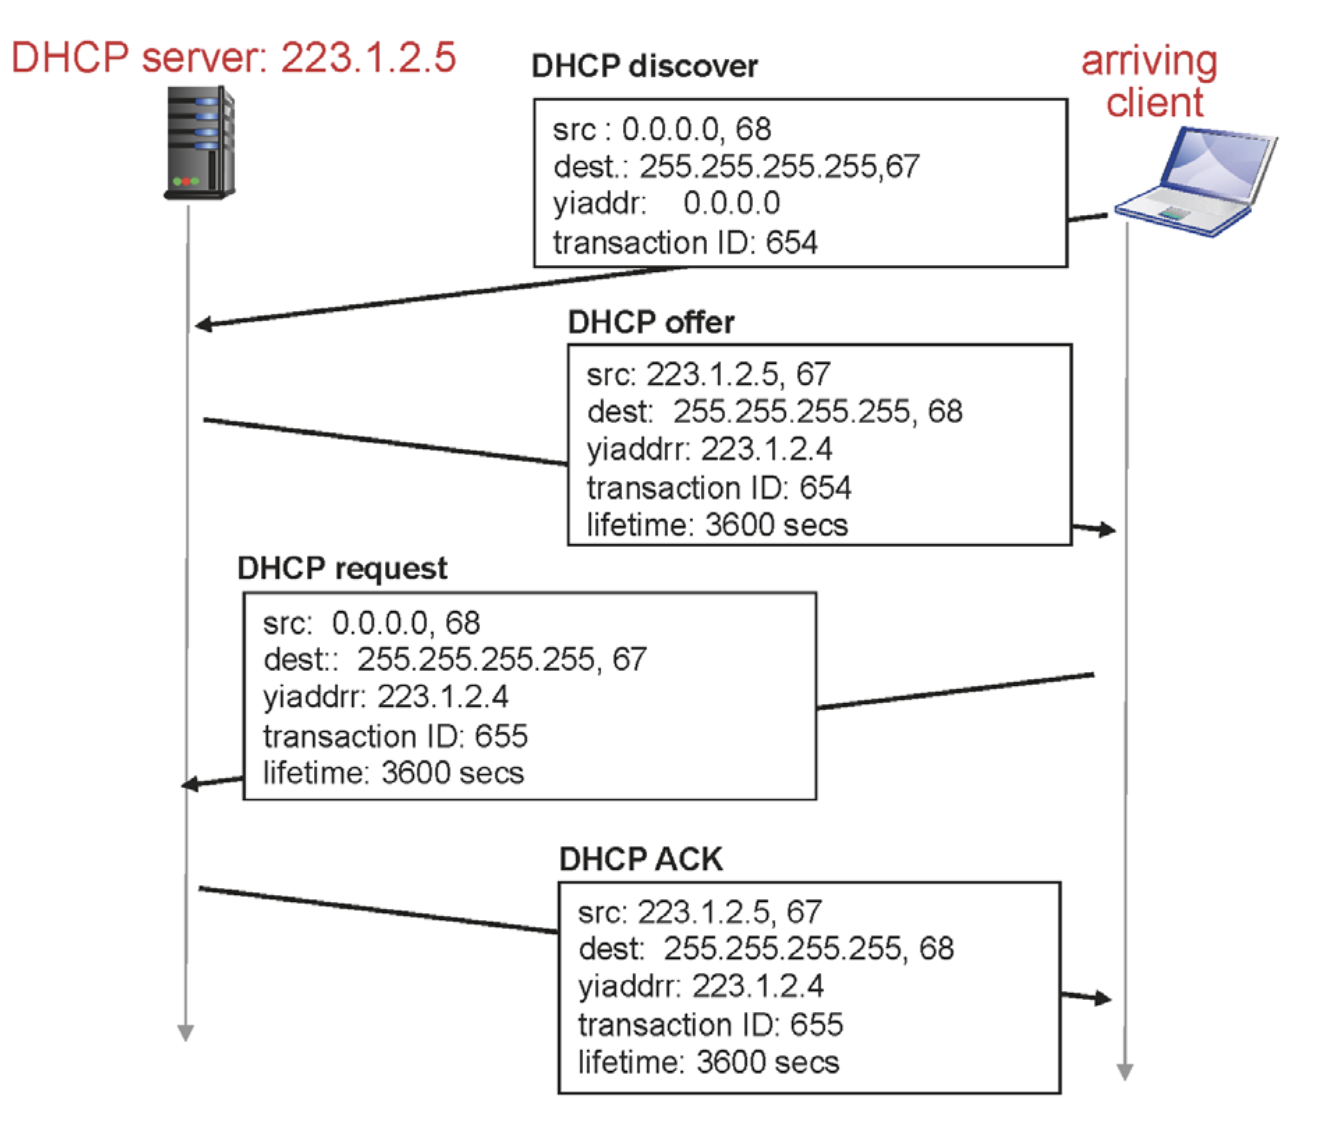 DHCP server: 223.1.2.5
arriving
client
DHCP discover
src : 0.0.0.0, 68
dest.: 255.255.255.255,67
yiaddr: 0.0.0.0
transaction ID: 654
DHCP offer
src: 223.1.2.5, 67
dest: 255.255.255.255, 68
yiaddrr: 223.1.2.4
transaction ID: 654
lifetime: 3600 secs
DHCP request
src: 0.0.0.0, 68
dest:: 255.255.255.255, 67
yiaddrr: 223.1.2.4
transaction ID: 655
lifetime: 3600 secs
DHCP ACK
src: 223.1.2.5, 67
dest: 255.255.255.255, 68
yiaddrr: 223.1.2.4
transaction ID: 655
lifetime: 3600 secs